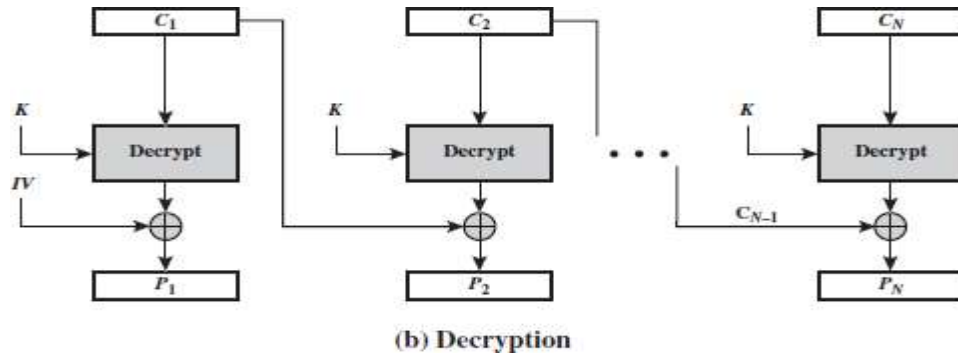 C1 C2 CN
K K K
Decrypt Decrypt Decrypt
IV
CN–1
P1 P2 PN
(b) Decryption